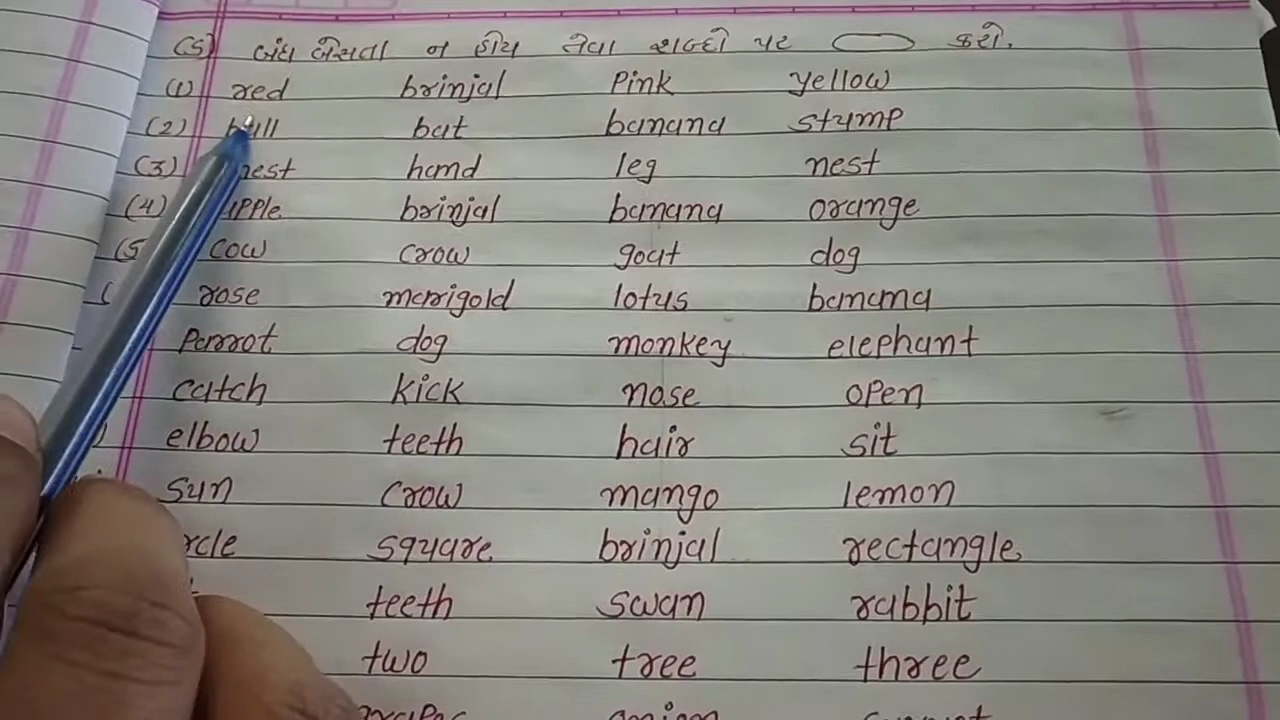 (5) બંધ બેસતા ન હોય તેવા શબ્દો પર કરો.
(1) red brinjal Pink yellow
(2) ball bat banana stump
(3) hand leg nest
(4) apple brinjal banana orange
(5 cow crow goat dog
rose marigold lotus banana
Parrot dog monkey elephant
catch kick nose open
elbow teeth hair sit
sun crow mango lemon
rcle square brinjal rectangle
teeth swan rabbit
two tree three